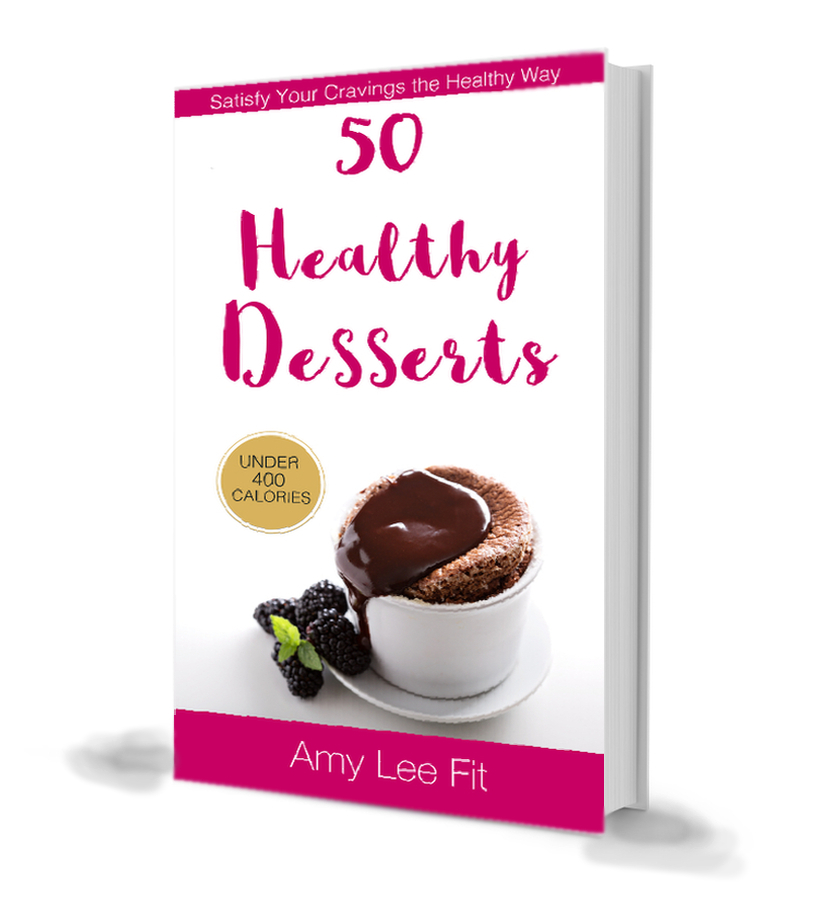 Satisfy Your Cravings the Healthy Way
50
Healthy
Desserts
UNDER
400
CALORIES
Amy Lee Fit